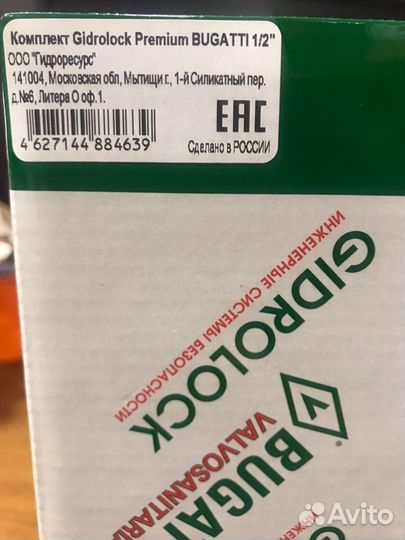 Комплект Gidrolock Premium BUGATTI 1/2"
ООО "Гидроресурс"
141004, Московская обл, Мытищи г., 1-й Силикатный пер.
д.№6, Литера О оф.1.
4 627144 884639
EAC
Сделано в РОССИИ
ИНЖЕНЕРНЫЕ СИСТЕМЫ БЕЗОПАСНОСТИ
GIDROLOCK
BUGAT
VALVOSANITARIA
Avito